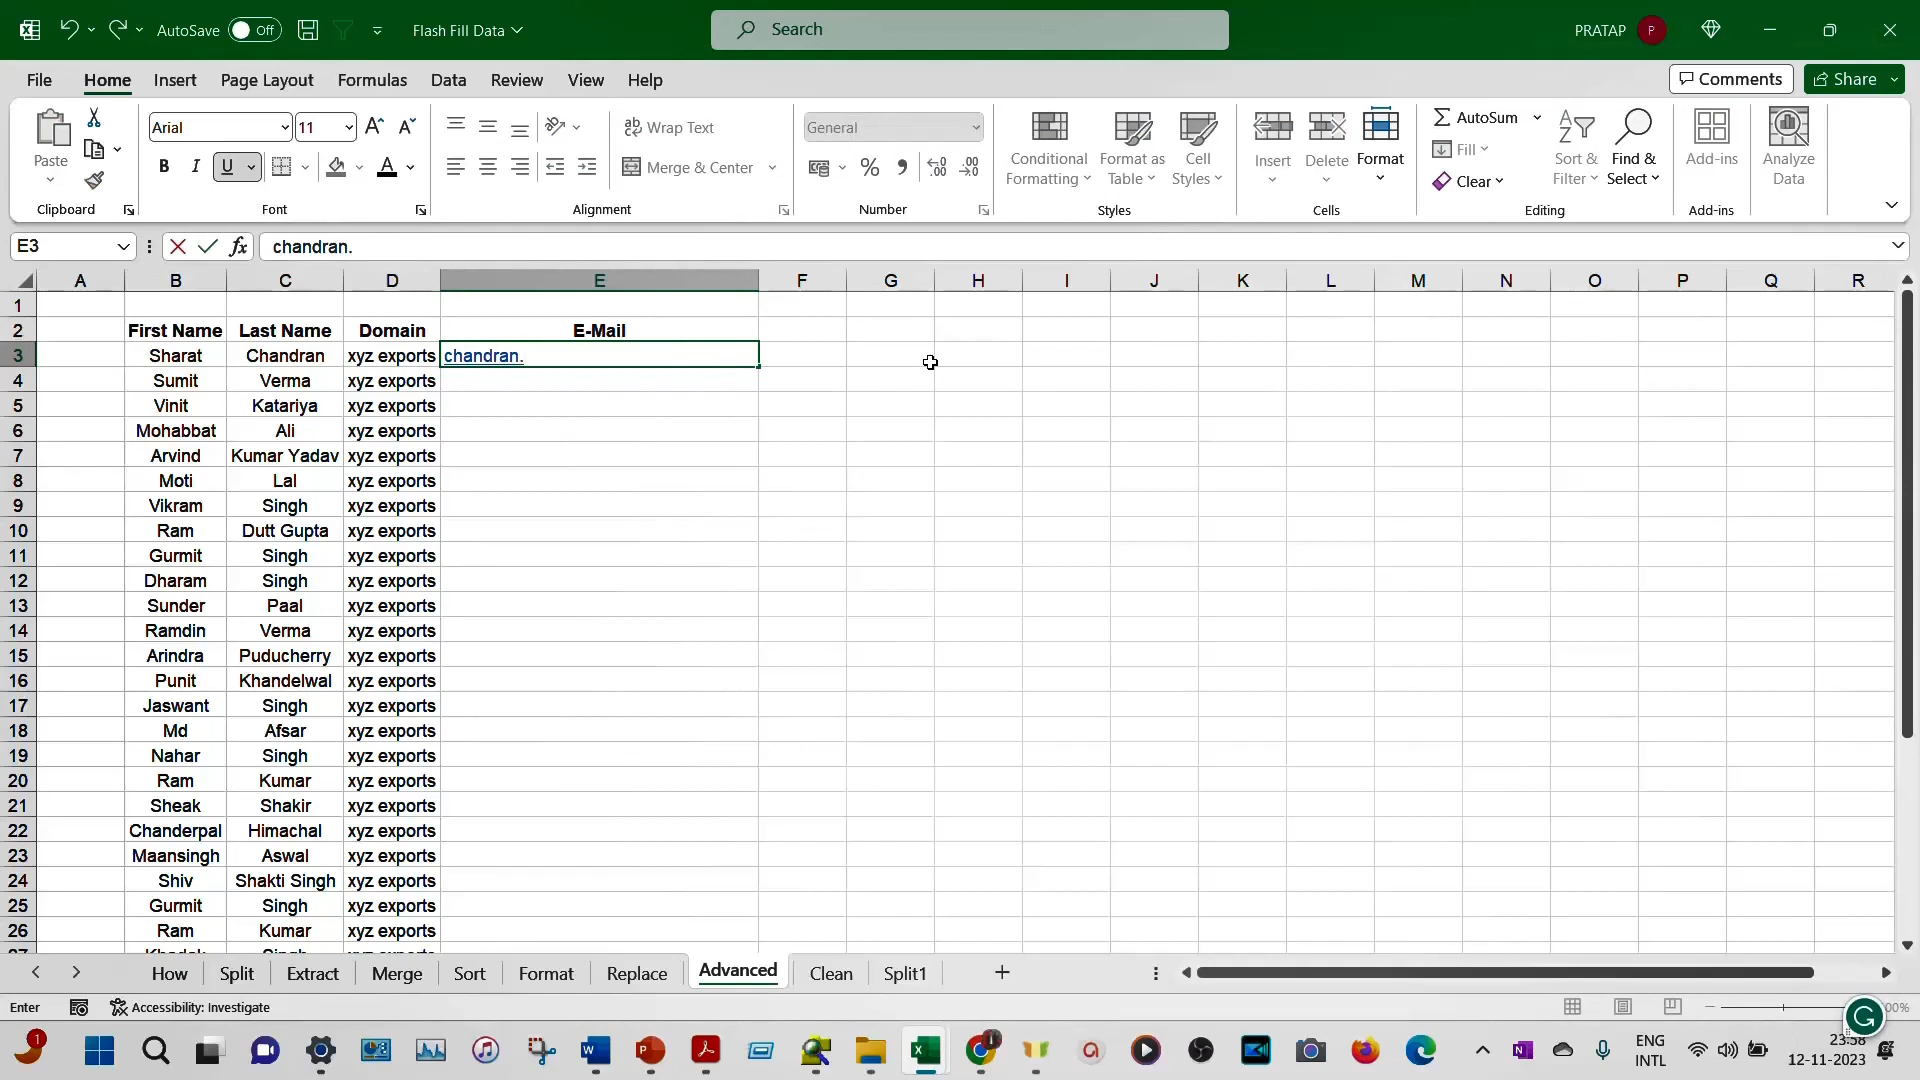 AutoSave Off Flash Fill Data Search PRATAP P
File Home Insert Page Layout Formulas Data Review View Help Comments Share
Arial 11 Wrap Text General AutoSum
Paste Conditional Formatting Format as Table Cell Styles Insert Delete Format Fill Sort & Filter Find & Select Add-ins Analyze Data
B I U Merge & Center % , Clear
Clipboard Font Alignment Number Styles Cells Editing Add-ins
E3 fx chandran.
A B C D E F G H I J K L M N O P Q R
1
2 First Name Last Name Domain E-Mail
3 Sharat Chandran xyz exports chandran.
4 Sumit Verma xyz exports
5 Vinit Katariya xyz exports
6 Mohabbat Ali xyz exports
7 Arvind Kumar Yadav xyz exports
8 Moti Lal xyz exports
9 Vikram Singh xyz exports
10 Ram Dutt Gupta xyz exports
11 Gurmit Singh xyz exports
12 Dharam Singh xyz exports
13 Sunder Paal xyz exports
14 Ramdin Verma xyz exports
15 Arindra Puducherry xyz exports
16 Punit Khandelwal xyz exports
17 Jaswant Singh xyz exports
18 Md Afsar xyz exports
19 Nahar Singh xyz exports
20 Ram Kumar xyz exports
21 Sheak Shakir xyz exports
22 Chanderpal Himachal xyz exports
23 Maansingh Aswal xyz exports
24 Shiv Shakti Singh xyz exports
25 Gurmit Singh xyz exports
26 Ram Kumar xyz exports
How Split Extract Merge Sort Format Replace Advanced Clean Split1
Enter Accessibility: Investigate
1 ENG 23:58
INTL 12-11-2023